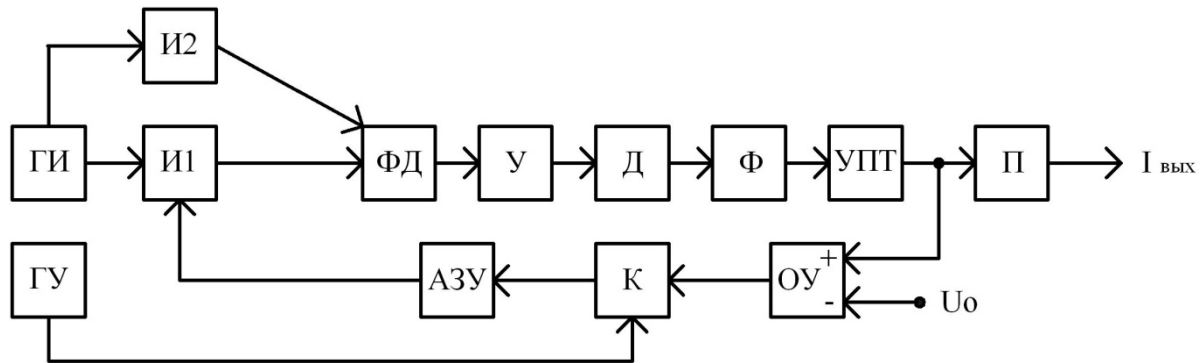 И2
ГИ
И1
ФД
У
Д
Ф
УПТ
П
I вых
ГУ
АЗУ
К
ОУ
+
-
Uo